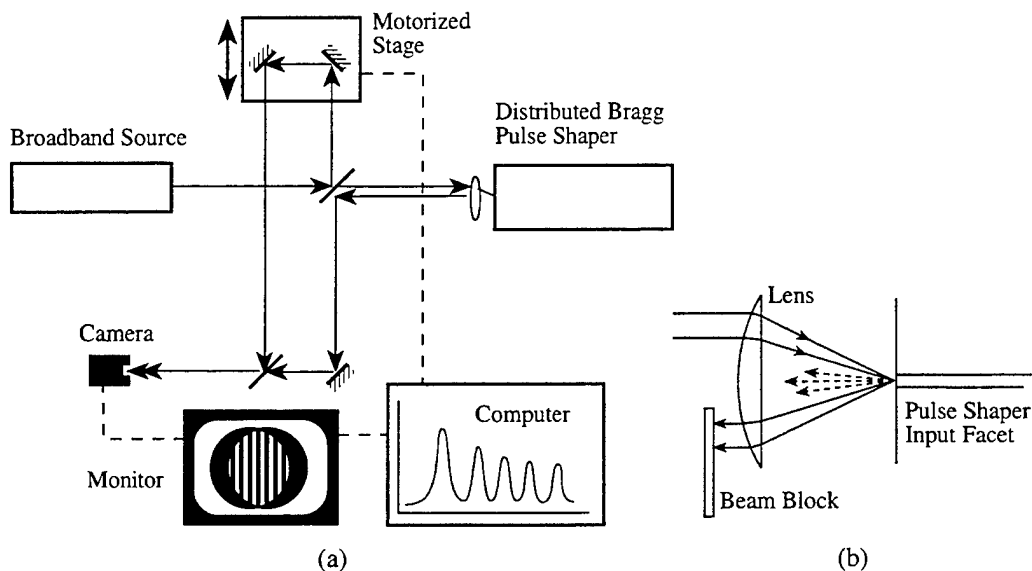 Motorized
Stage
Broadband Source
Distributed Bragg
Pulse Shaper
Camera
Monitor
Computer
(a)
Lens
Pulse Shaper
Input Facet
Beam Block
(b)